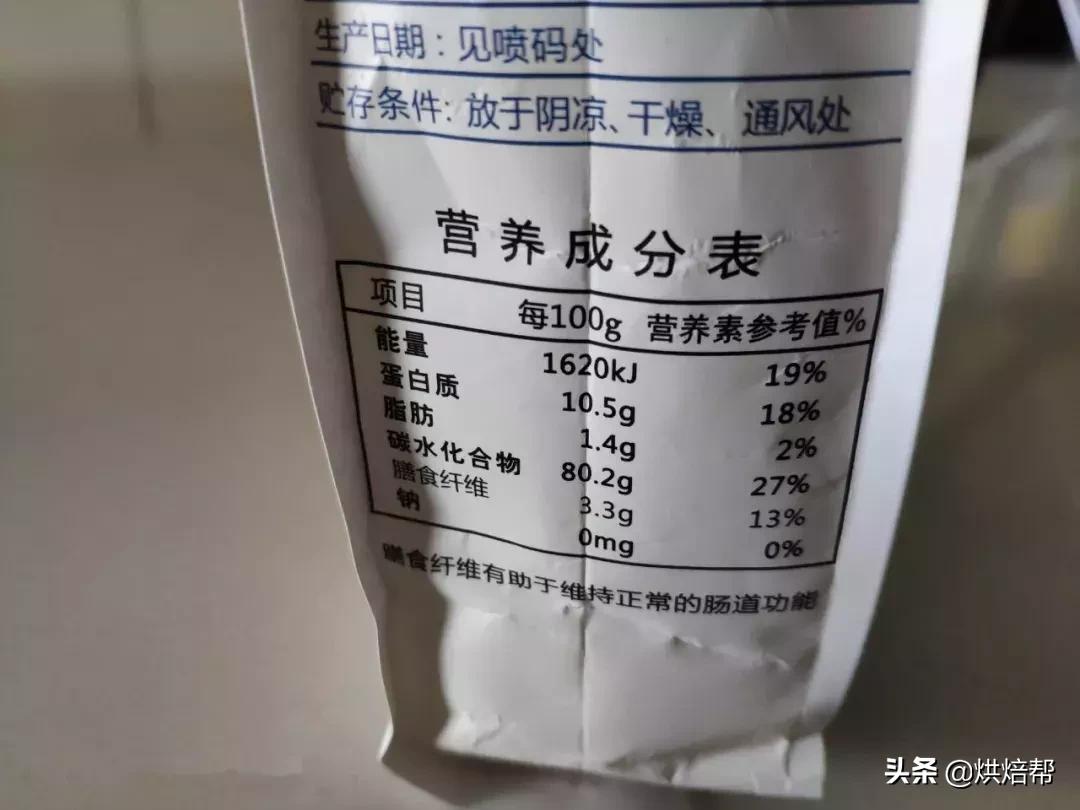 生产日期：见喷码处
贮存条件：放于阴凉、干燥、通风处
营养成分表
项目 每100g 营养素参考值%
能量 1620kJ 19%
蛋白质 10.5g 18%
脂肪 1.4g 2%
碳水化合物 80.2g 27%
膳食纤维 3.3g 13%
钠 0mg 0%
膳食纤维有助于维持正常的肠道功能
头条 @烘焙帮